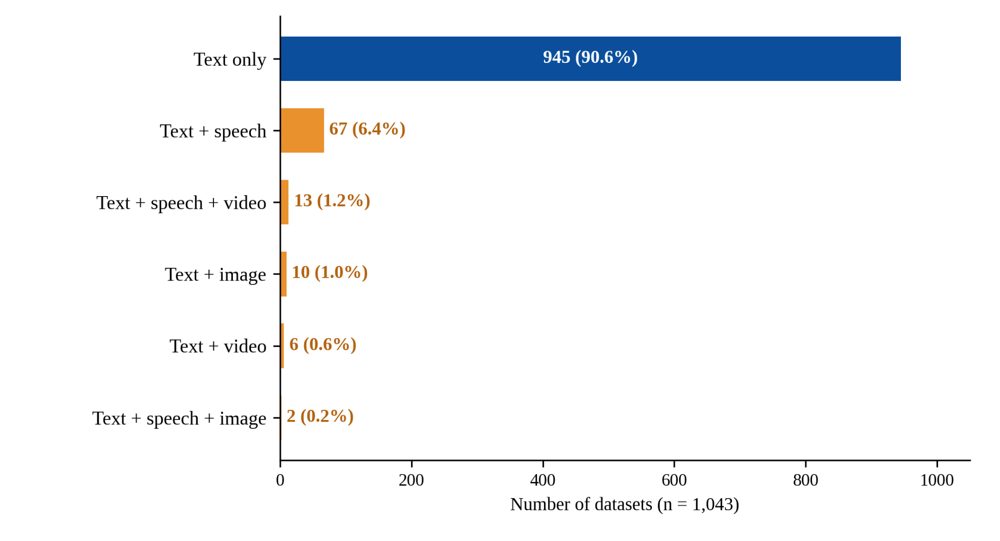 Text only
945 (90.6%)
Text + speech
67 (6.4%)
Text + speech + video
13 (1.2%)
Text + image
10 (1.0%)
Text + video
6 (0.6%)
Text + speech + image
2 (0.2%)
0 200 400 600 800 1000
Number of datasets (n = 1,043)